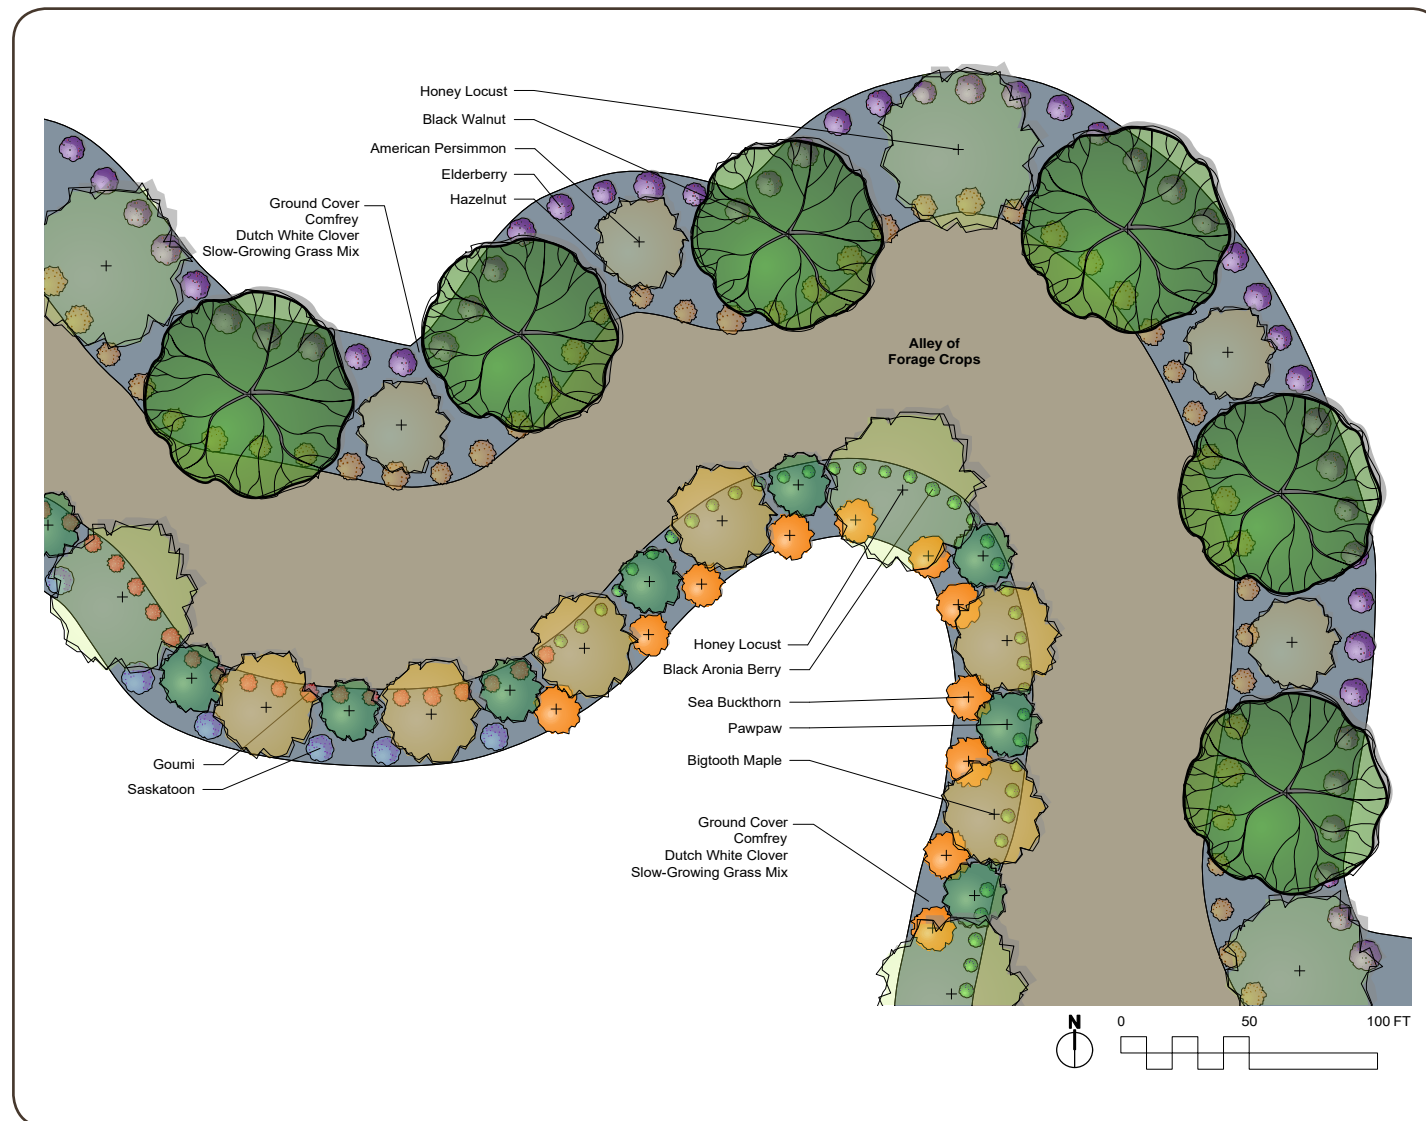 Honey Locust
Black Walnut
American Persimmon
Elderberry
Hazelnut
Ground Cover
Comfrey
Dutch White Clover
Slow-Growing Grass Mix
Alley of
Forage Crops
Honey Locust
Black Aronia Berry
Sea Buckthorn
Pawpaw
Bigtooth Maple
Goumi
Saskatoon
Ground Cover
Comfrey
Dutch White Clover
Slow-Growing Grass Mix
N
0 50 100 FT